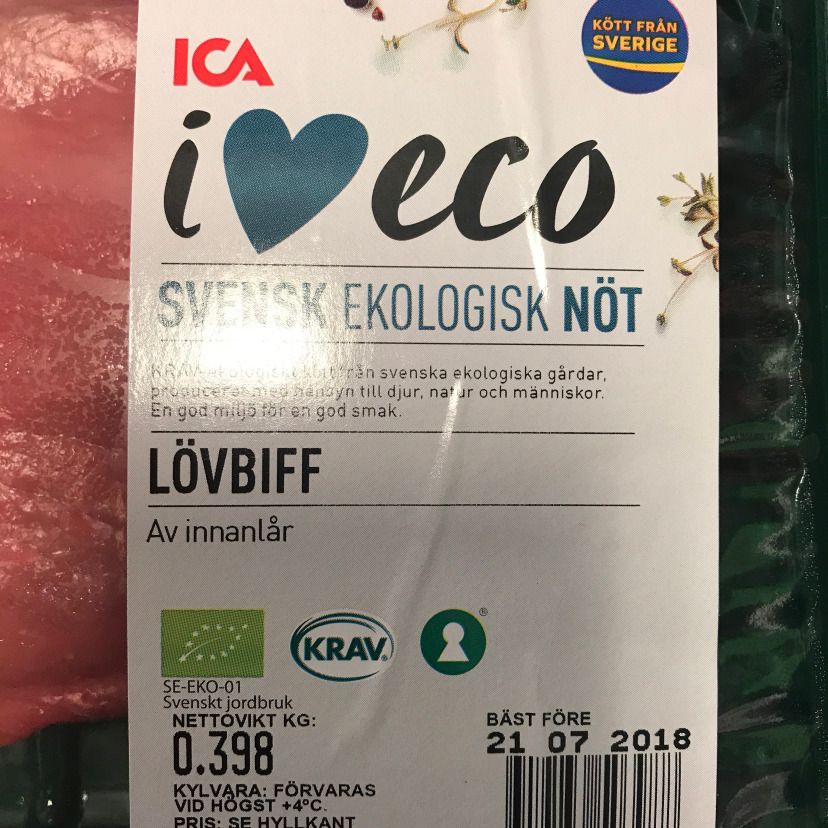 ICA
KÖTT FRÅN
SVERIGE
i eco
SVENSK EKOLOGISK NÖT
KRAV-ekologiskt kött från svenska ekologiska gårdar,
producerat med hänsyn till djur, natur och människor.
En god miljö för en god smak.
LÖVBIFF
Av innanlår
KRAV
®
SE-EKO-01
Svenskt jordbruk
NETTOVIKT KG:
0.398
BÄST FÖRE
21 07 2018
KYLVARA: FÖRVARAS
VID HÖGST +4°C.
PRIS: SE HYLLKANT